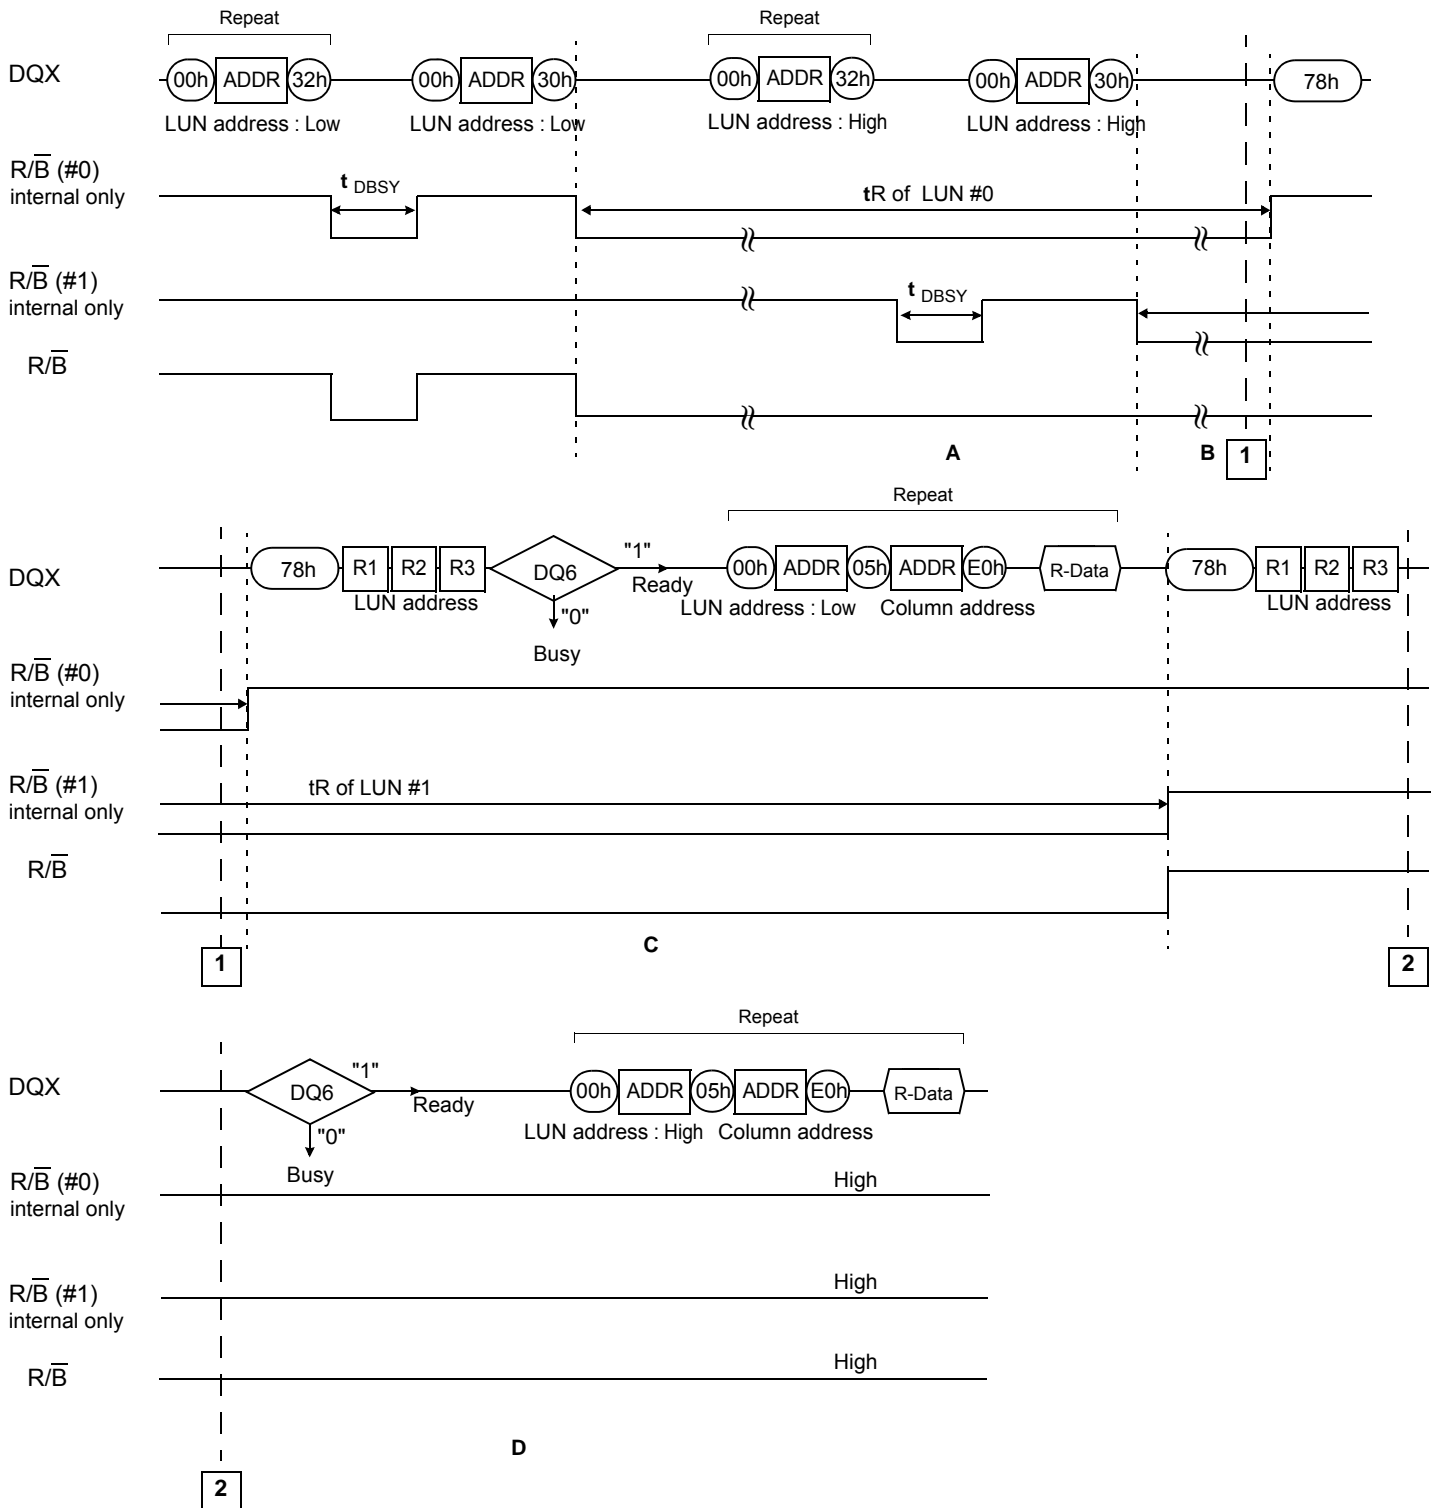 Repeat Repeat
DQX 00h ADDR 32h 00h ADDR 30h 00h ADDR 32h 00h ADDR 30h 78h
LUN address : Low LUN address : Low LUN address : High LUN address : High
R/B̅ (#0)
internal only
t DBSY
tR of LUN #0
R/B̅ (#1)
internal only
t DBSY
R/B̅
A B 1
Repeat
DQX 78h R1 R2 R3 DQ6 "1" Ready 00h ADDR 05h ADDR E0h R-Data 78h R1 R2 R3
LUN address "0" LUN address : Low Column address LUN address
Busy
R/B̅ (#0)
internal only
R/B̅ (#1)
internal only
tR of LUN #1
R/B̅
1 C 2
Repeat
DQX DQ6 "1" Ready 00h ADDR 05h ADDR E0h R-Data
"0" LUN address : High Column address
Busy
R/B̅ (#0) High
internal only
R/B̅ (#1) High
internal only
R/B̅ High
D
2